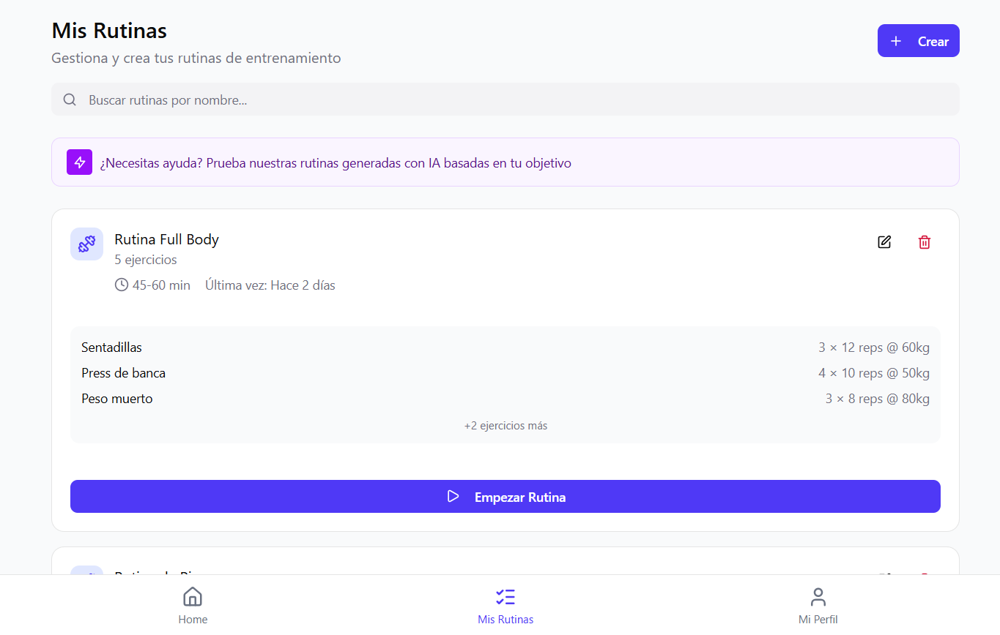 Mis Rutinas
Gestiona y crea tus rutinas de entrenamiento
Crear
Buscar rutinas por nombre...
¿Necesitas ayuda? Prueba nuestras rutinas generadas con IA basadas en tu objetivo
Rutina Full Body
5 ejercicios
45-60 min Última vez: Hace 2 días
Sentadillas 3 × 12 reps @ 60kg
Press de banca 4 × 10 reps @ 50kg
Peso muerto 3 × 8 reps @ 80kg
+2 ejercicios más
Empezar Rutina
Home
Mis Rutinas
Mi Perfil